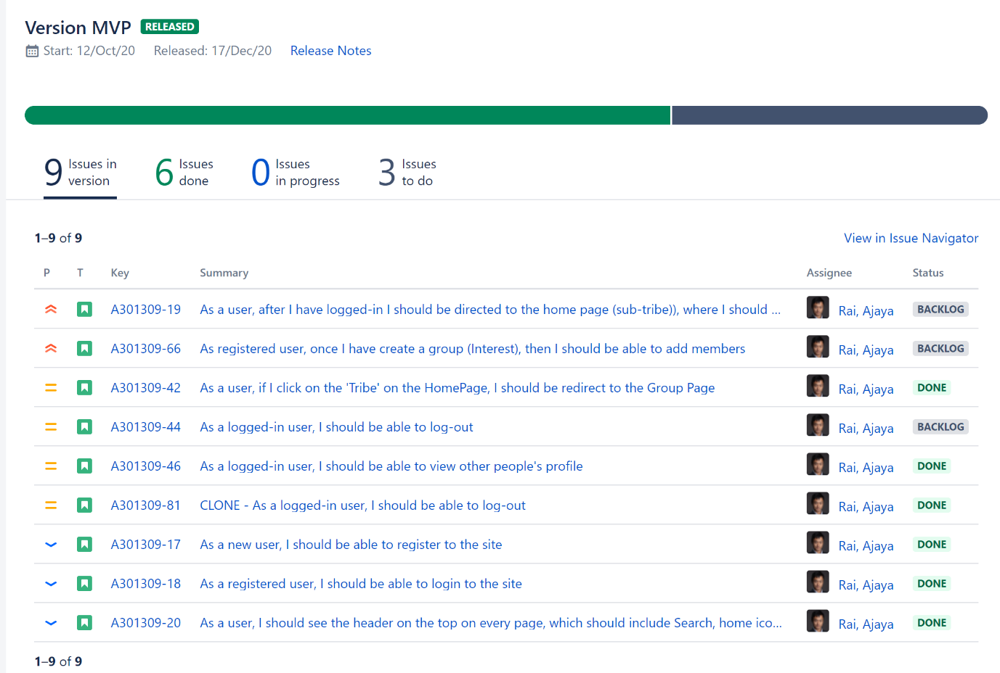 Version MVP RELEASED
Start: 12/Oct/20 Released: 17/Dec/20 Release Notes
9 Issues in version 6 Issues done 0 Issues in progress 3 Issues to do
1–9 of 9 View in Issue Navigator
P T Key Summary Assignee Status
A301309-19 As a user, after I have logged-in I should be directed to the home page (sub-tribe)), where I should ... Rai, Ajaya BACKLOG
A301309-66 As registered user, once I have create a group (Interest), then I should be able to add members Rai, Ajaya BACKLOG
A301309-42 As a user, if I click on the 'Tribe' on the HomePage, I should be redirect to the Group Page Rai, Ajaya DONE
A301309-44 As a logged-in user, I should be able to log-out Rai, Ajaya BACKLOG
A301309-46 As a logged-in user, I should be able to view other people's profile Rai, Ajaya DONE
A301309-81 CLONE - As a logged-in user, I should be able to log-out Rai, Ajaya DONE
A301309-17 As a new user, I should be able to register to the site Rai, Ajaya DONE
A301309-18 As a registered user, I should be able to login to the site Rai, Ajaya DONE
A301309-20 As a user, I should see the header on the top on every page, which should include Search, home ico... Rai, Ajaya DONE
1–9 of 9